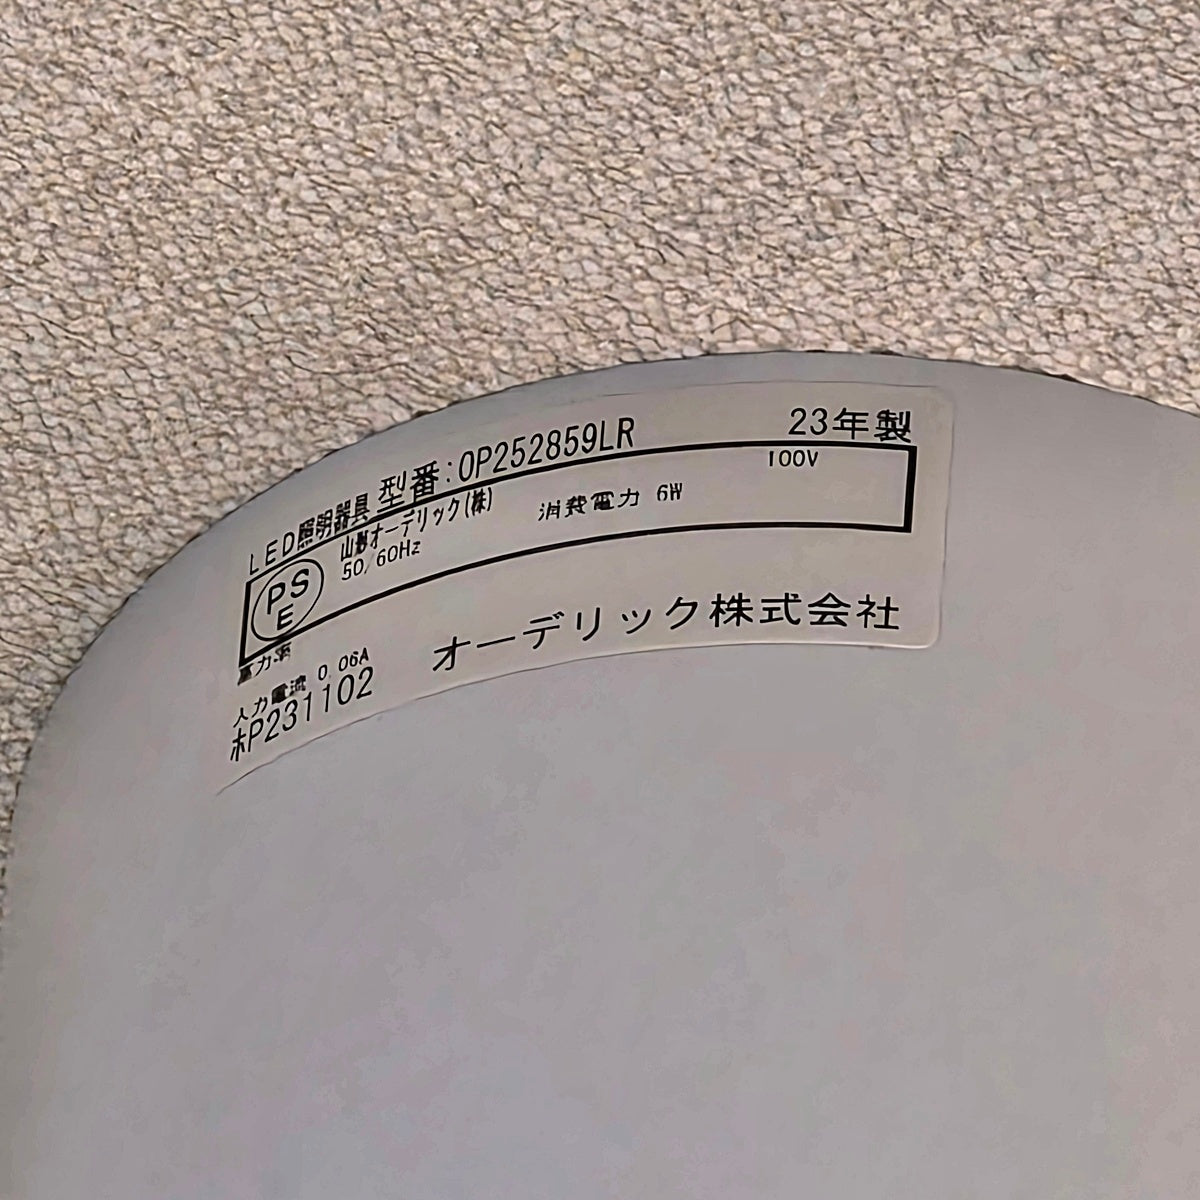 LED照明器具 型番:OP252859LR 23年製
PS
E
山形オーデリック(株) 消費電力 6W 100V
50/60Hz
オーデリック株式会社
力率
入力電流 0.06A
ホP231102